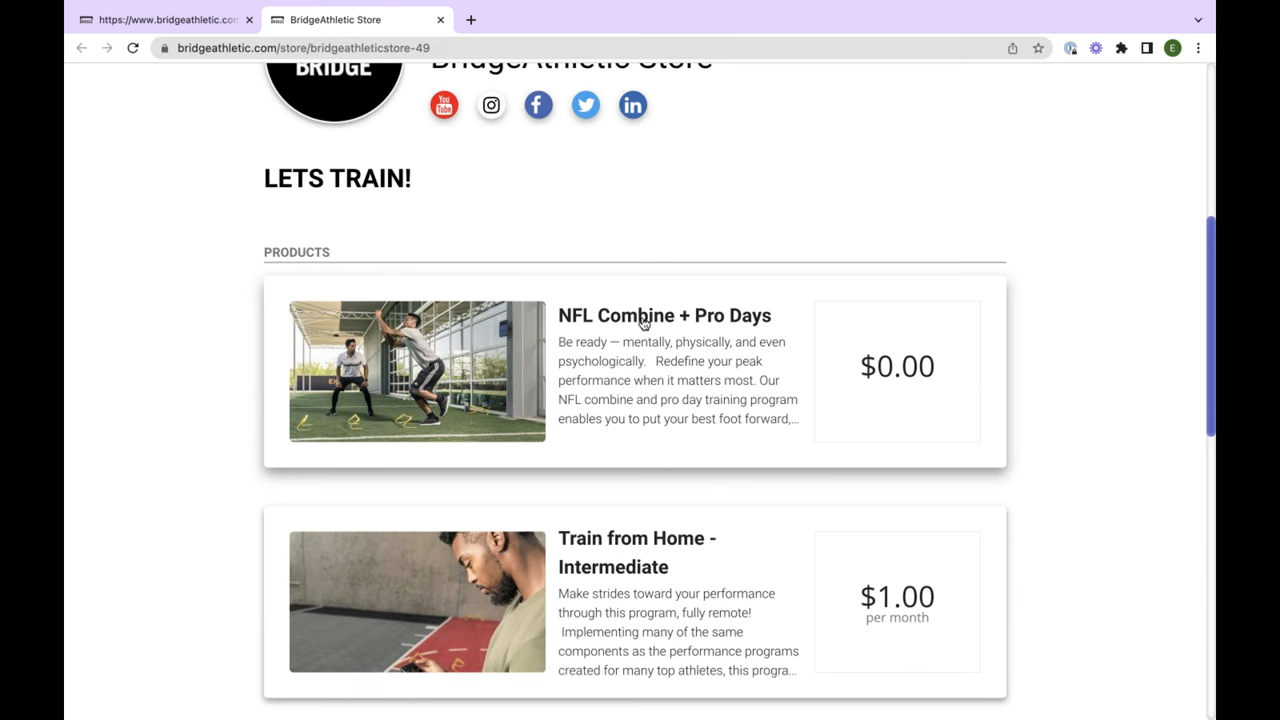 https://www.bridgeathletic.con
BridgeAthletic Store
bridgeathletic.com/store/bridgeathleticstore-49
E
BRIDGE
BridgeAthletic Store
You
Tube
LETS TRAIN!
PRODUCTS
NFL Combine + Pro Days
Be ready — mentally, physically, and even
psychologically.   Redefine your peak
performance when it matters most. Our
NFL combine and pro day training program
enables you to put your best foot forward,...
$0.00
Train from Home -
Intermediate
Make strides toward your performance
through this program, fully remote!
Implementing many of the same
components as the performance programs
created for many top athletes, this progra...
$1.00
per month